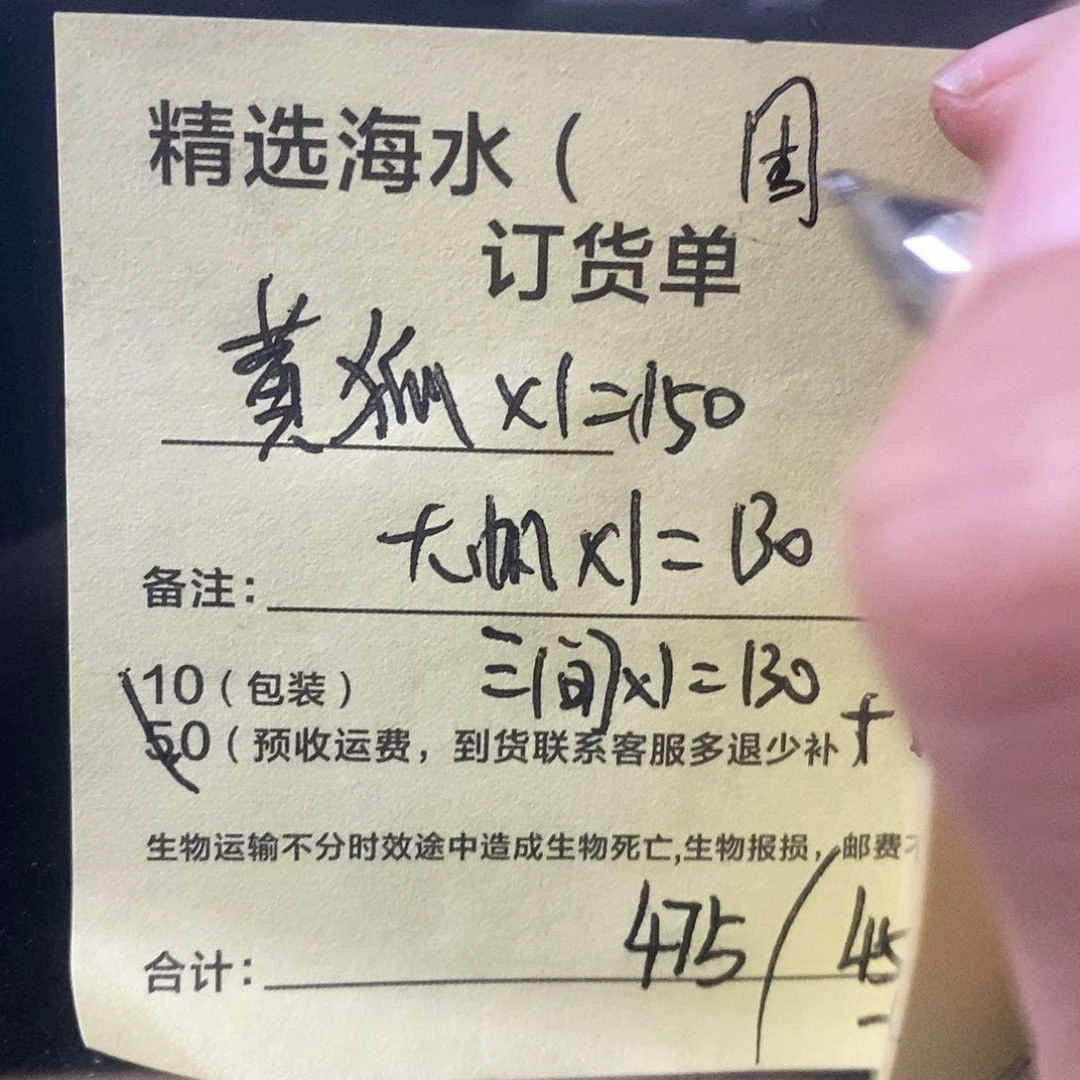 精选海水（ 周
订货单
黄狐 x1=150
大帆 x1=130
备注：
三间 x1=130
10（包装）
50（预收运费，到货联系客服多退少补 +
生物运输不分时效途中造成生物死亡,生物报损，邮费不
475 ( 45
合计：